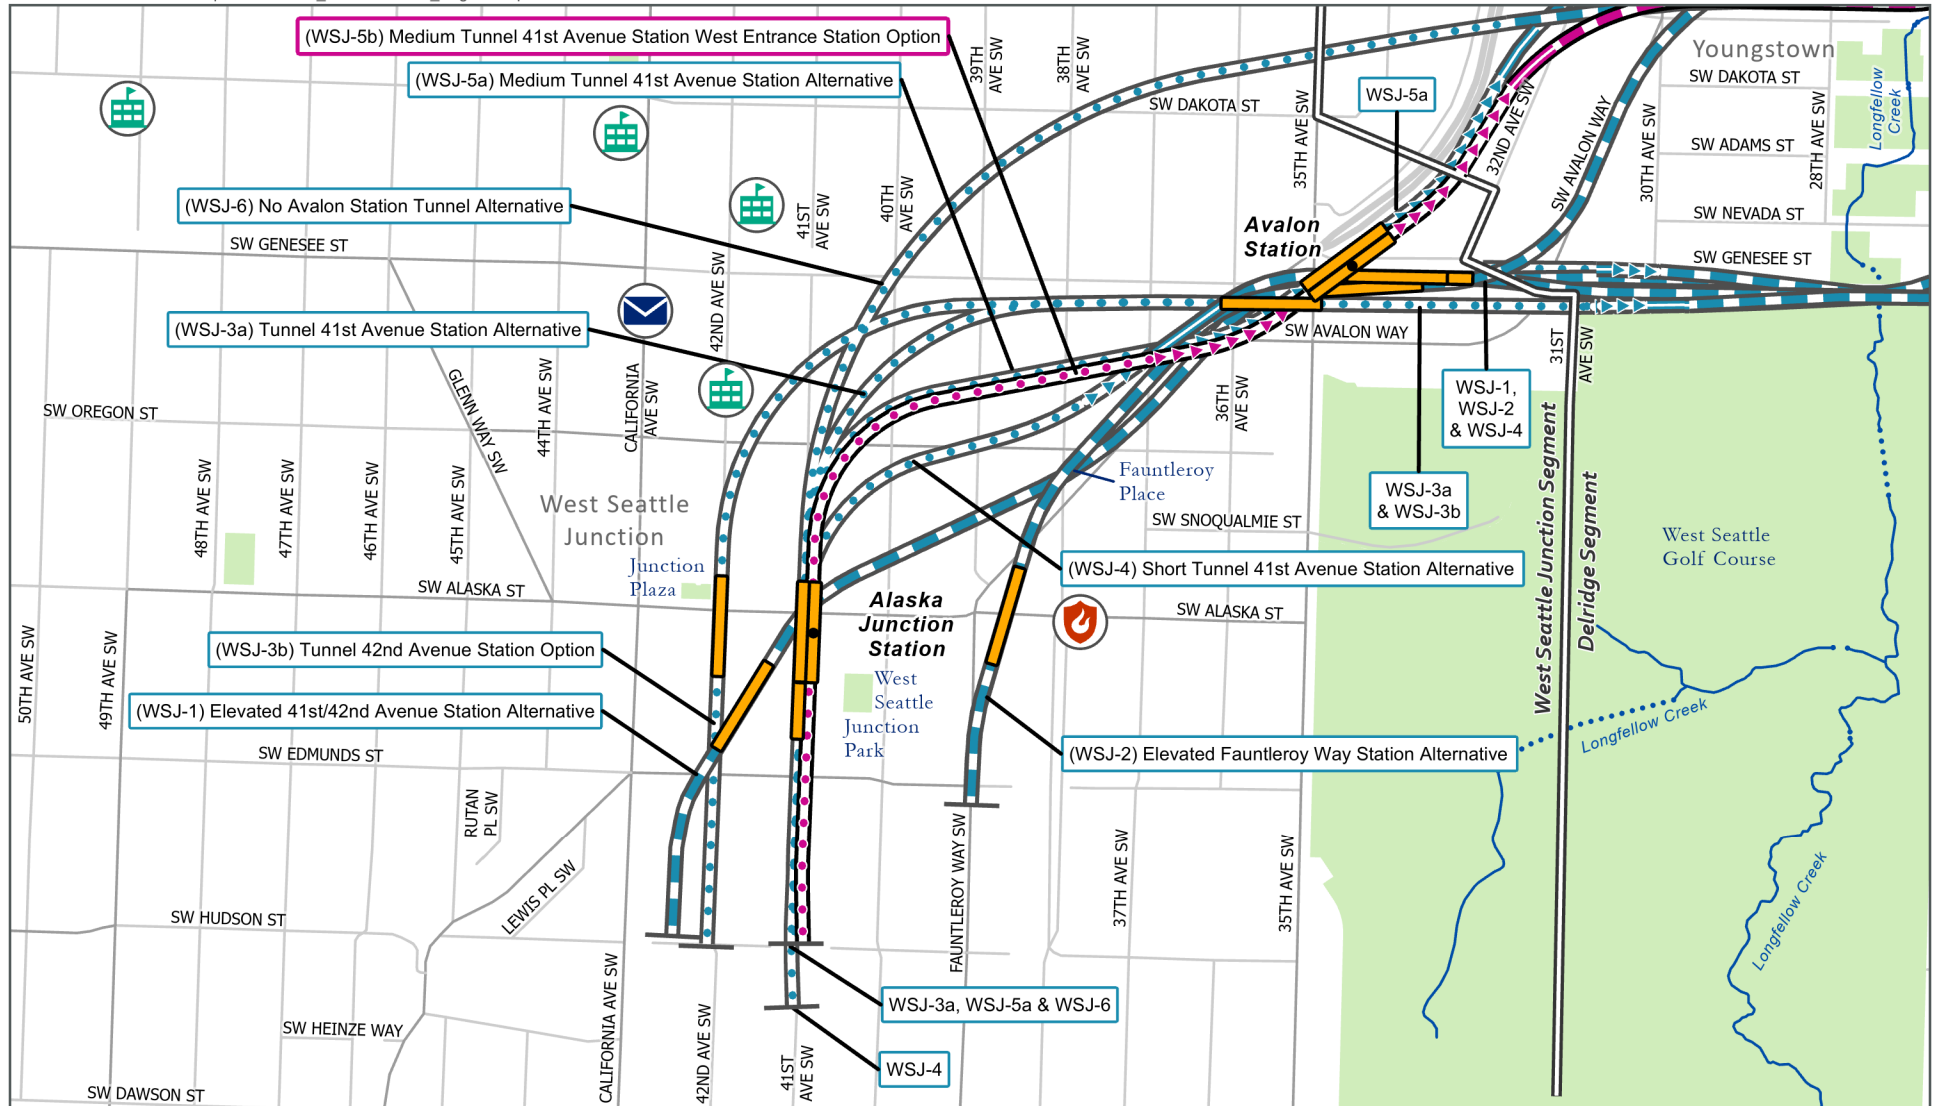 (WSJ-5b) Medium Tunnel 41st Avenue Station West Entrance Station Option
(WSJ-5a) Medium Tunnel 41st Avenue Station Alternative
39TH
AVE SW
38TH
AVE SW
Youngstown
SW DAKOTA ST
SW DAKOTA ST
WSJ-5a
35TH AVE SW
32ND AVE SW
SW AVALON WAY
30TH AVE SW
28TH AVE SW
Longfellow
Creek
SW ADAMS ST
(WSJ-6) No Avalon Station Tunnel Alternative
41ST
AVE SW
40TH
AVE SW
SW NEVADA ST
Avalon
Station
SW GENESEE ST
SW GENESEE ST
42ND AVE SW
(WSJ-3a) Tunnel 41st Avenue Station Alternative
SW AVALON WAY
31ST
AVE SW
GLENN WAY SW
44TH AVE SW
CALIFORNIA
AVE SW
36TH
AVE SW
WSJ-1,
WSJ-2
& WSJ-4
SW OREGON ST
48TH AVE SW
47TH AVE SW
46TH AVE SW
45TH AVE SW
West Seattle
Junction
Fauntleroy
Place
WSJ-3a
& WSJ-3b
SW SNOQUALMIE ST
West Seattle Junction Segment
Delridge Segment
West Seattle
Golf Course
Junction
Plaza
(WSJ-4) Short Tunnel 41st Avenue Station Alternative
SW ALASKA ST
Alaska
Junction
Station
SW ALASKA ST
50TH AVE SW
49TH AVE SW
(WSJ-3b) Tunnel 42nd Avenue Station Option
West
Seattle
Junction
Park
(WSJ-1) Elevated 41st/42nd Avenue Station Alternative
Longfellow Creek
SW EDMUNDS ST
(WSJ-2) Elevated Fauntleroy Way Station Alternative
RUTAN
PL SW
LEWIS PL SW
FAUNTLEROY WAY SW
37TH AVE SW
35TH AVE SW
Longfellow Creek
SW HUDSON ST
CALIFORNIA AVE SW
42ND AVE SW
41ST
AVE SW
WSJ-3a, WSJ-5a & WSJ-6
SW HEINZE WAY
WSJ-4
SW DAWSON ST